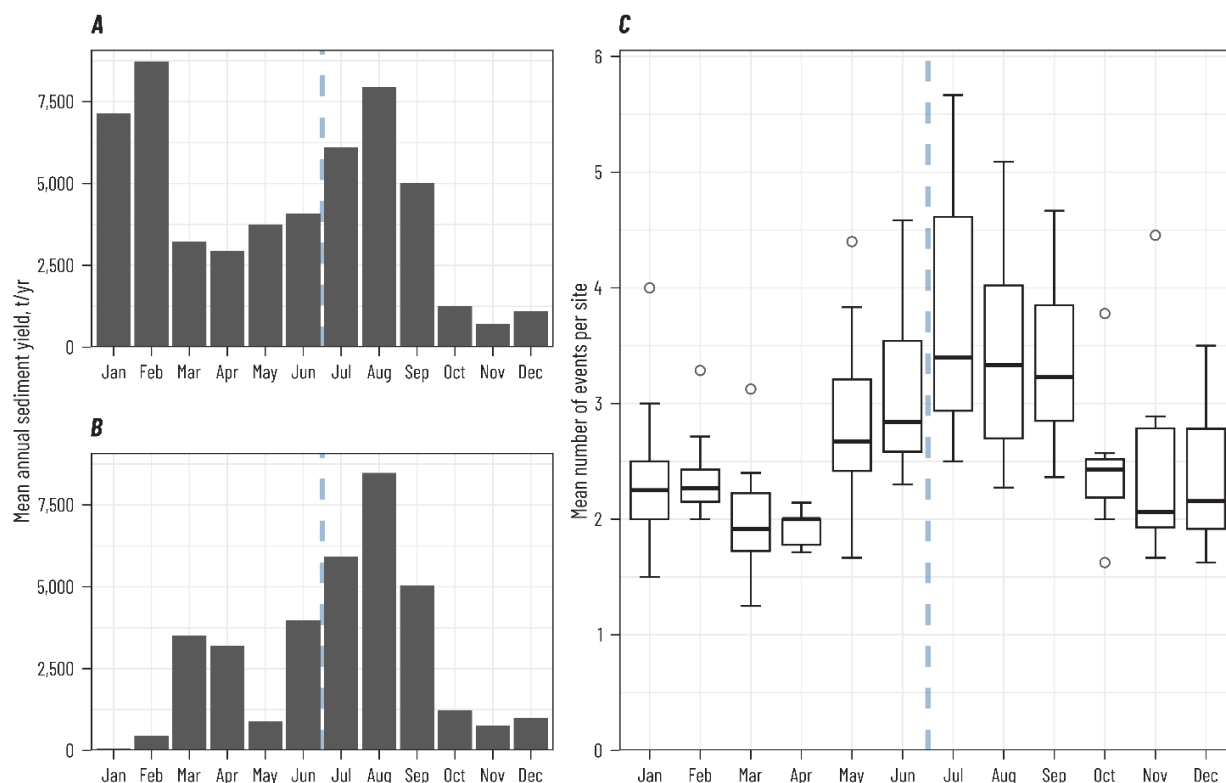 A
Mean annual sediment yield, t/yr
7,500
5,000
2,500
0
Jan Feb Mar Apr May Jun Jul Aug Sep Oct Nov Dec
B
7,500
5,000
2,500
0
Jan Feb Mar Apr May Jun Jul Aug Sep Oct Nov Dec
C
Mean number of events per site
6
5
4
3
2
1
0
Jan Feb Mar Apr May Jun Jul Aug Sep Oct Nov Dec